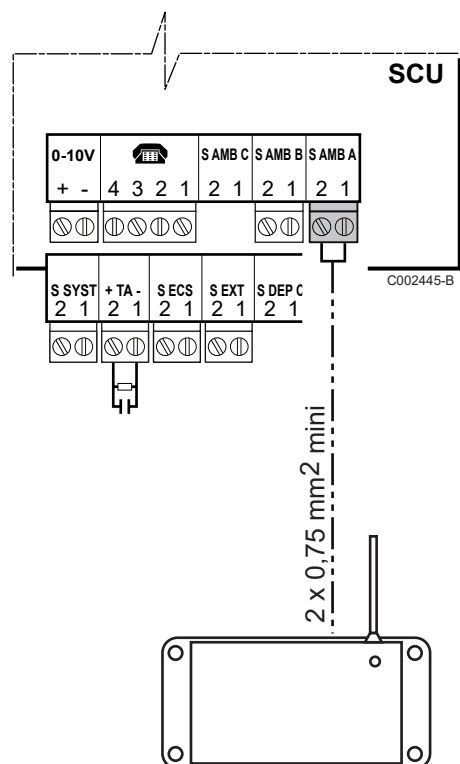 SCU
0-10V S AMB C S AMB B S AMB A
+ - 4 3 2 1 2 1 2 1 2 1
C002445-B
S SYST + TA - S ECS S EXT S DEP C
2 1 2 1 2 1 2 1 2 1
2 x 0,75 mm2 mini